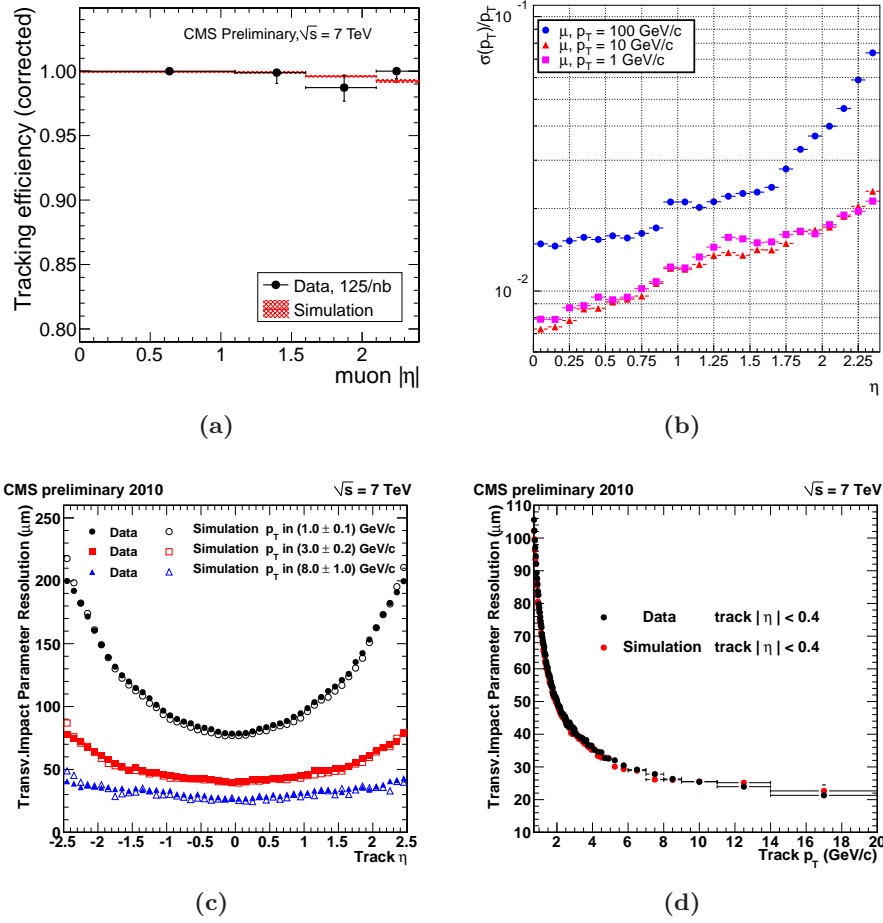 CMS Preliminary,√s = 7 TeV
Tracking efficiency (corrected)
1.00
0.95
0.90
0.85
0.80
Data, 125/nb
Simulation
0 0.5 1 1.5 2
muon |η|
(a)
σ(pT)/pT
10⁻¹
10⁻²
μ, pT = 100 GeV/c
μ, pT = 10 GeV/c
μ, pT = 1 GeV/c
0 0.25 0.5 0.75 1 1.25 1.5 1.75 2 2.25
η
(b)
CMS preliminary 2010 √s = 7 TeV
Transv.Impact Parameter Resolution (μm)
250
200
150
100
50
0
Data Simulation pT in (1.0 ± 0.1) GeV/c
Data Simulation pT in (3.0 ± 0.2) GeV/c
Data Simulation pT in (8.0 ± 1.0) GeV/c
-2.5 -2 -1.5 -1 -0.5 0 0.5 1 1.5 2 2.5
Track η
(c)
CMS preliminary 2010 √s = 7 TeV
Transv.Impact Parameter Resolution (μm)
110
100
90
80
70
60
50
40
30
20
10
Data track | η | < 0.4
Simulation track | η | < 0.4
2 4 6 8 10 12 14 16 18 20
Track pT (GeV/c)
(d)